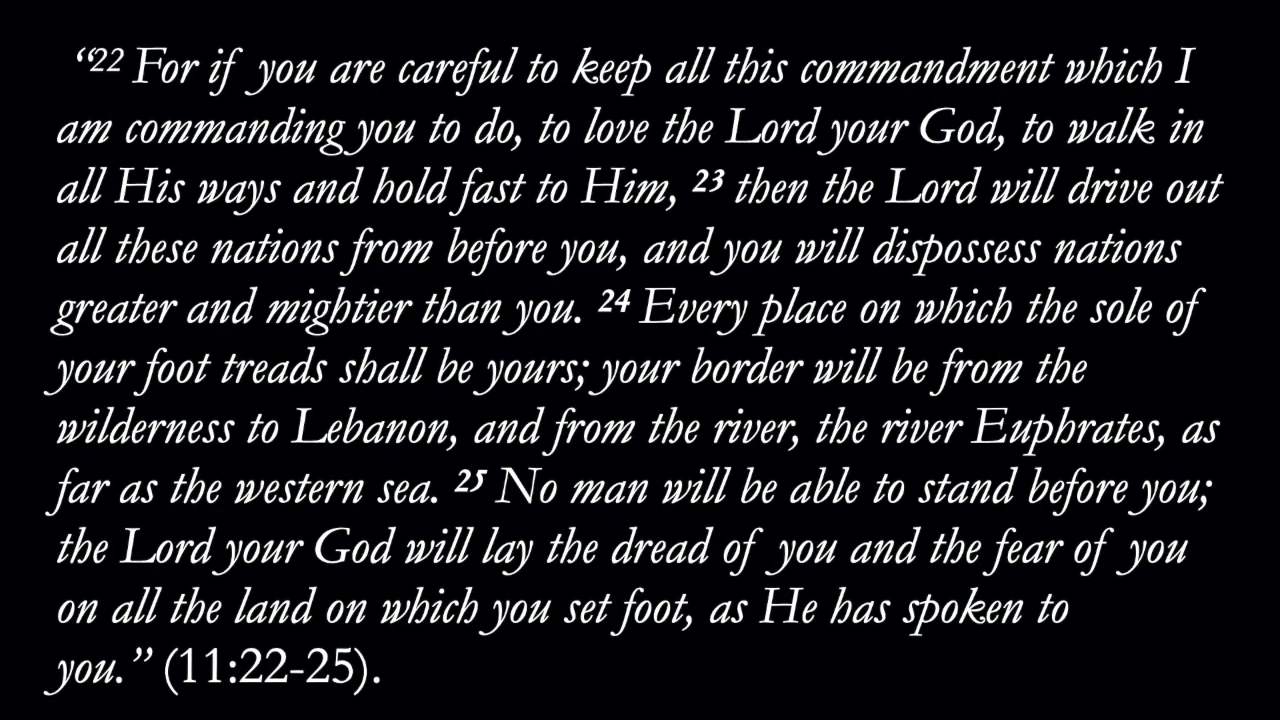 “22 For if you are careful to keep all this commandment which I
am commanding you to do, to love the Lord your God, to walk in
all His ways and hold fast to Him, 23 then the Lord will drive out
all these nations from before you, and you will dispossess nations
greater and mightier than you. 24 Every place on which the sole of
your foot treads shall be yours; your border will be from the
wilderness to Lebanon, and from the river, the river Euphrates, as
far as the western sea. 25 No man will be able to stand before you;
the Lord your God will lay the dread of you and the fear of you
on all the land on which you set foot, as He has spoken to
you.” (11:22-25).